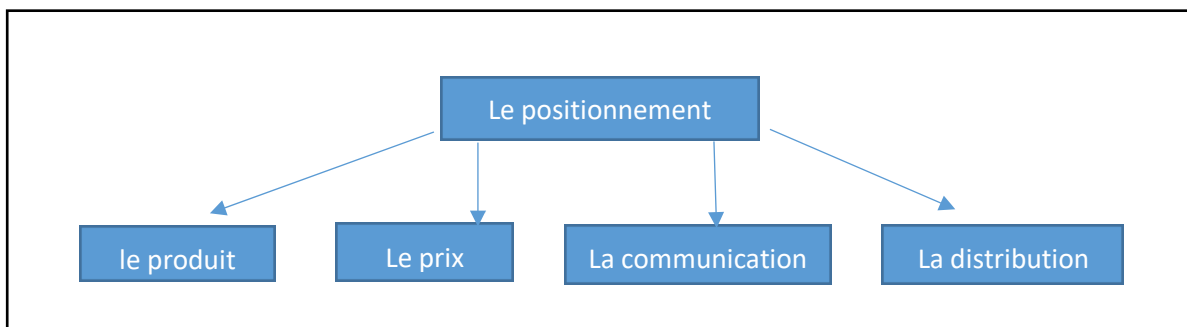 Le positionnement
le produit
Le prix
La communication
La distribution